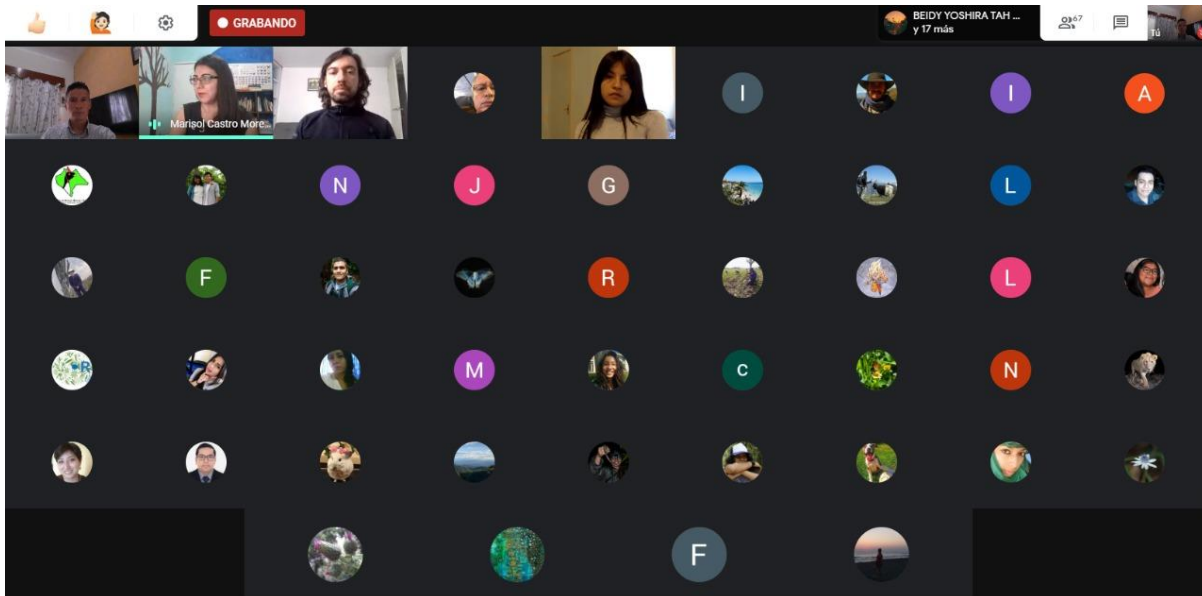 GRABANDO
BEIDY YOSHIRA TAH ...
y 17 más
67
Tú
Marisol Castro More...
I
I
A
N
J
G
L
F
R
L
R
M
c
N
F